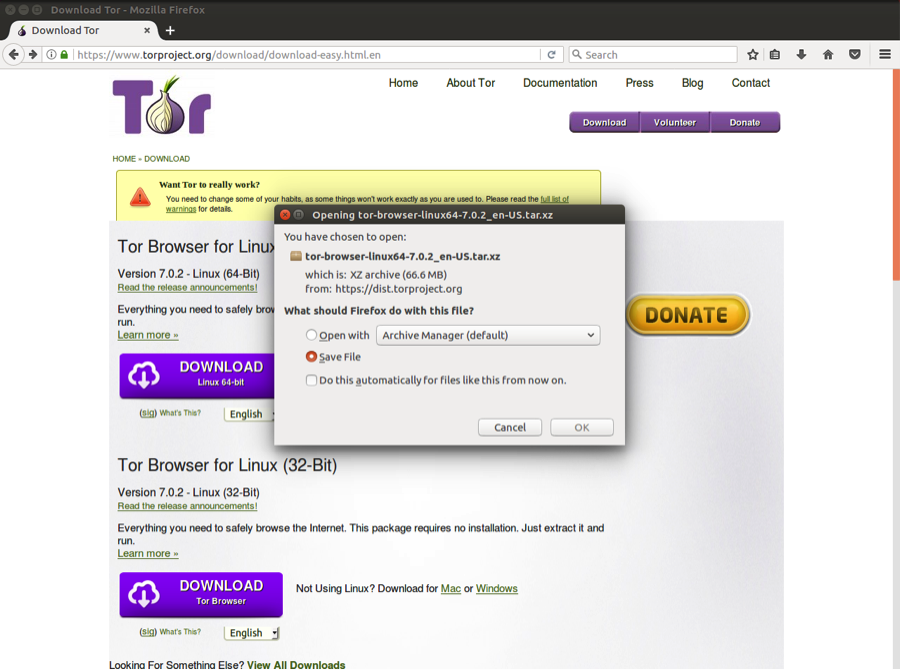 Download Tor - Mozilla Firefox
Download Tor
https://www.torproject.org/download/download-easy.html.en
Search
Tor
Home About Tor Documentation Press Blog Contact
Download Volunteer Donate
HOME » DOWNLOAD
Want Tor to really work?
You need to change some of your habits, as some things won't work exactly as you are used to. Please read the full list of
warnings for details.
Opening tor-browser-linux64-7.0.2_en-US.tar.xz
You have chosen to open:
tor-browser-linux64-7.0.2_en-US.tar.xz
which is: XZ archive (66.6 MB)
from: https://dist.torproject.org
What should Firefox do with this file?
Open with Archive Manager (default)
Save File
Do this automatically for files like this from now on.
Cancel OK
Tor Browser for Linux
Version 7.0.2 - Linux (64-Bit)
Read the release announcements!
Everything you need to safely brow
run.
Learn more »
DOWNLOAD
Linux 64-bit
(sig) What's This? English
DONATE
Tor Browser for Linux (32-Bit)
Version 7.0.2 - Linux (32-Bit)
Read the release announcements!
Everything you need to safely browse the Internet. This package requires no installation. Just extract it and
run.
Learn more »
DOWNLOAD
Tor Browser
Not Using Linux? Download for Mac or Windows
(sig) What's This? English
Looking For Something Else? View All Downloads